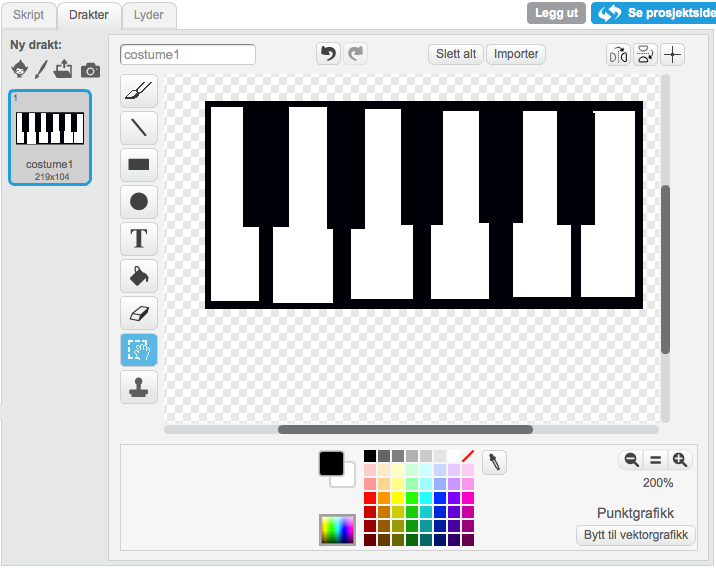 Skript Drakter Lyder
Legg ut Se prosjektside
Ny drakt:
costume1
Slett alt Importer
1
costume1
219x104
T
200%
Punktgrafikk
Bytt til vektorgrafikk